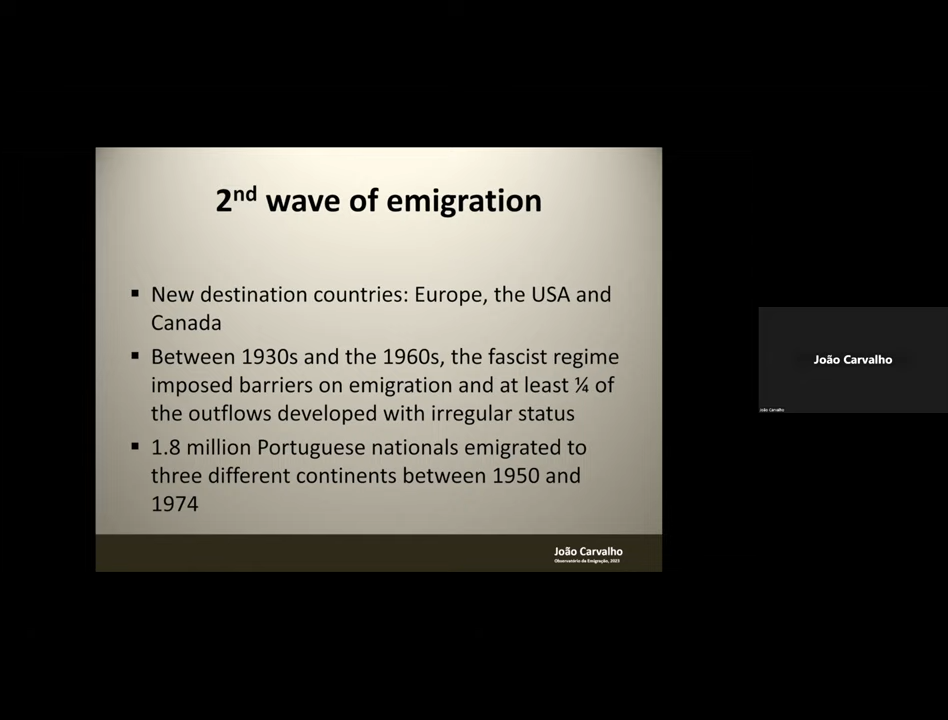 2nd wave of emigration
▪ New destination countries: Europe, the USA and
Canada
▪ Between 1930s and the 1960s, the fascist regime
imposed barriers on emigration and at least ¼ of
the outflows developed with irregular status
▪ 1.8 million Portuguese nationals emigrated to
three different continents between 1950 and
1974
João Carvalho
Observatório da Emigração, 2023
João Carvalho
João Carvalho